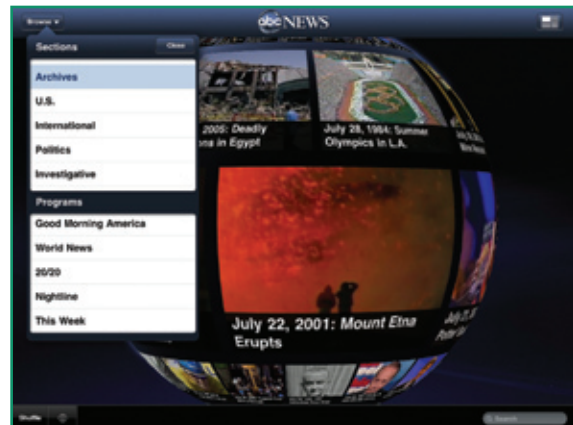 Browse
abc NEWS
Sections
Close
Archives
U.S.
International
Politics
Investigative
Programs
Good Morning America
World News
20/20
Nightline
This Week
2005: Deadly
ns in Egypt
July 28, 1984: Summer
Olympics in L.A.
July 22, 2001: Mount Etna
Erupts
Shuffle
Search